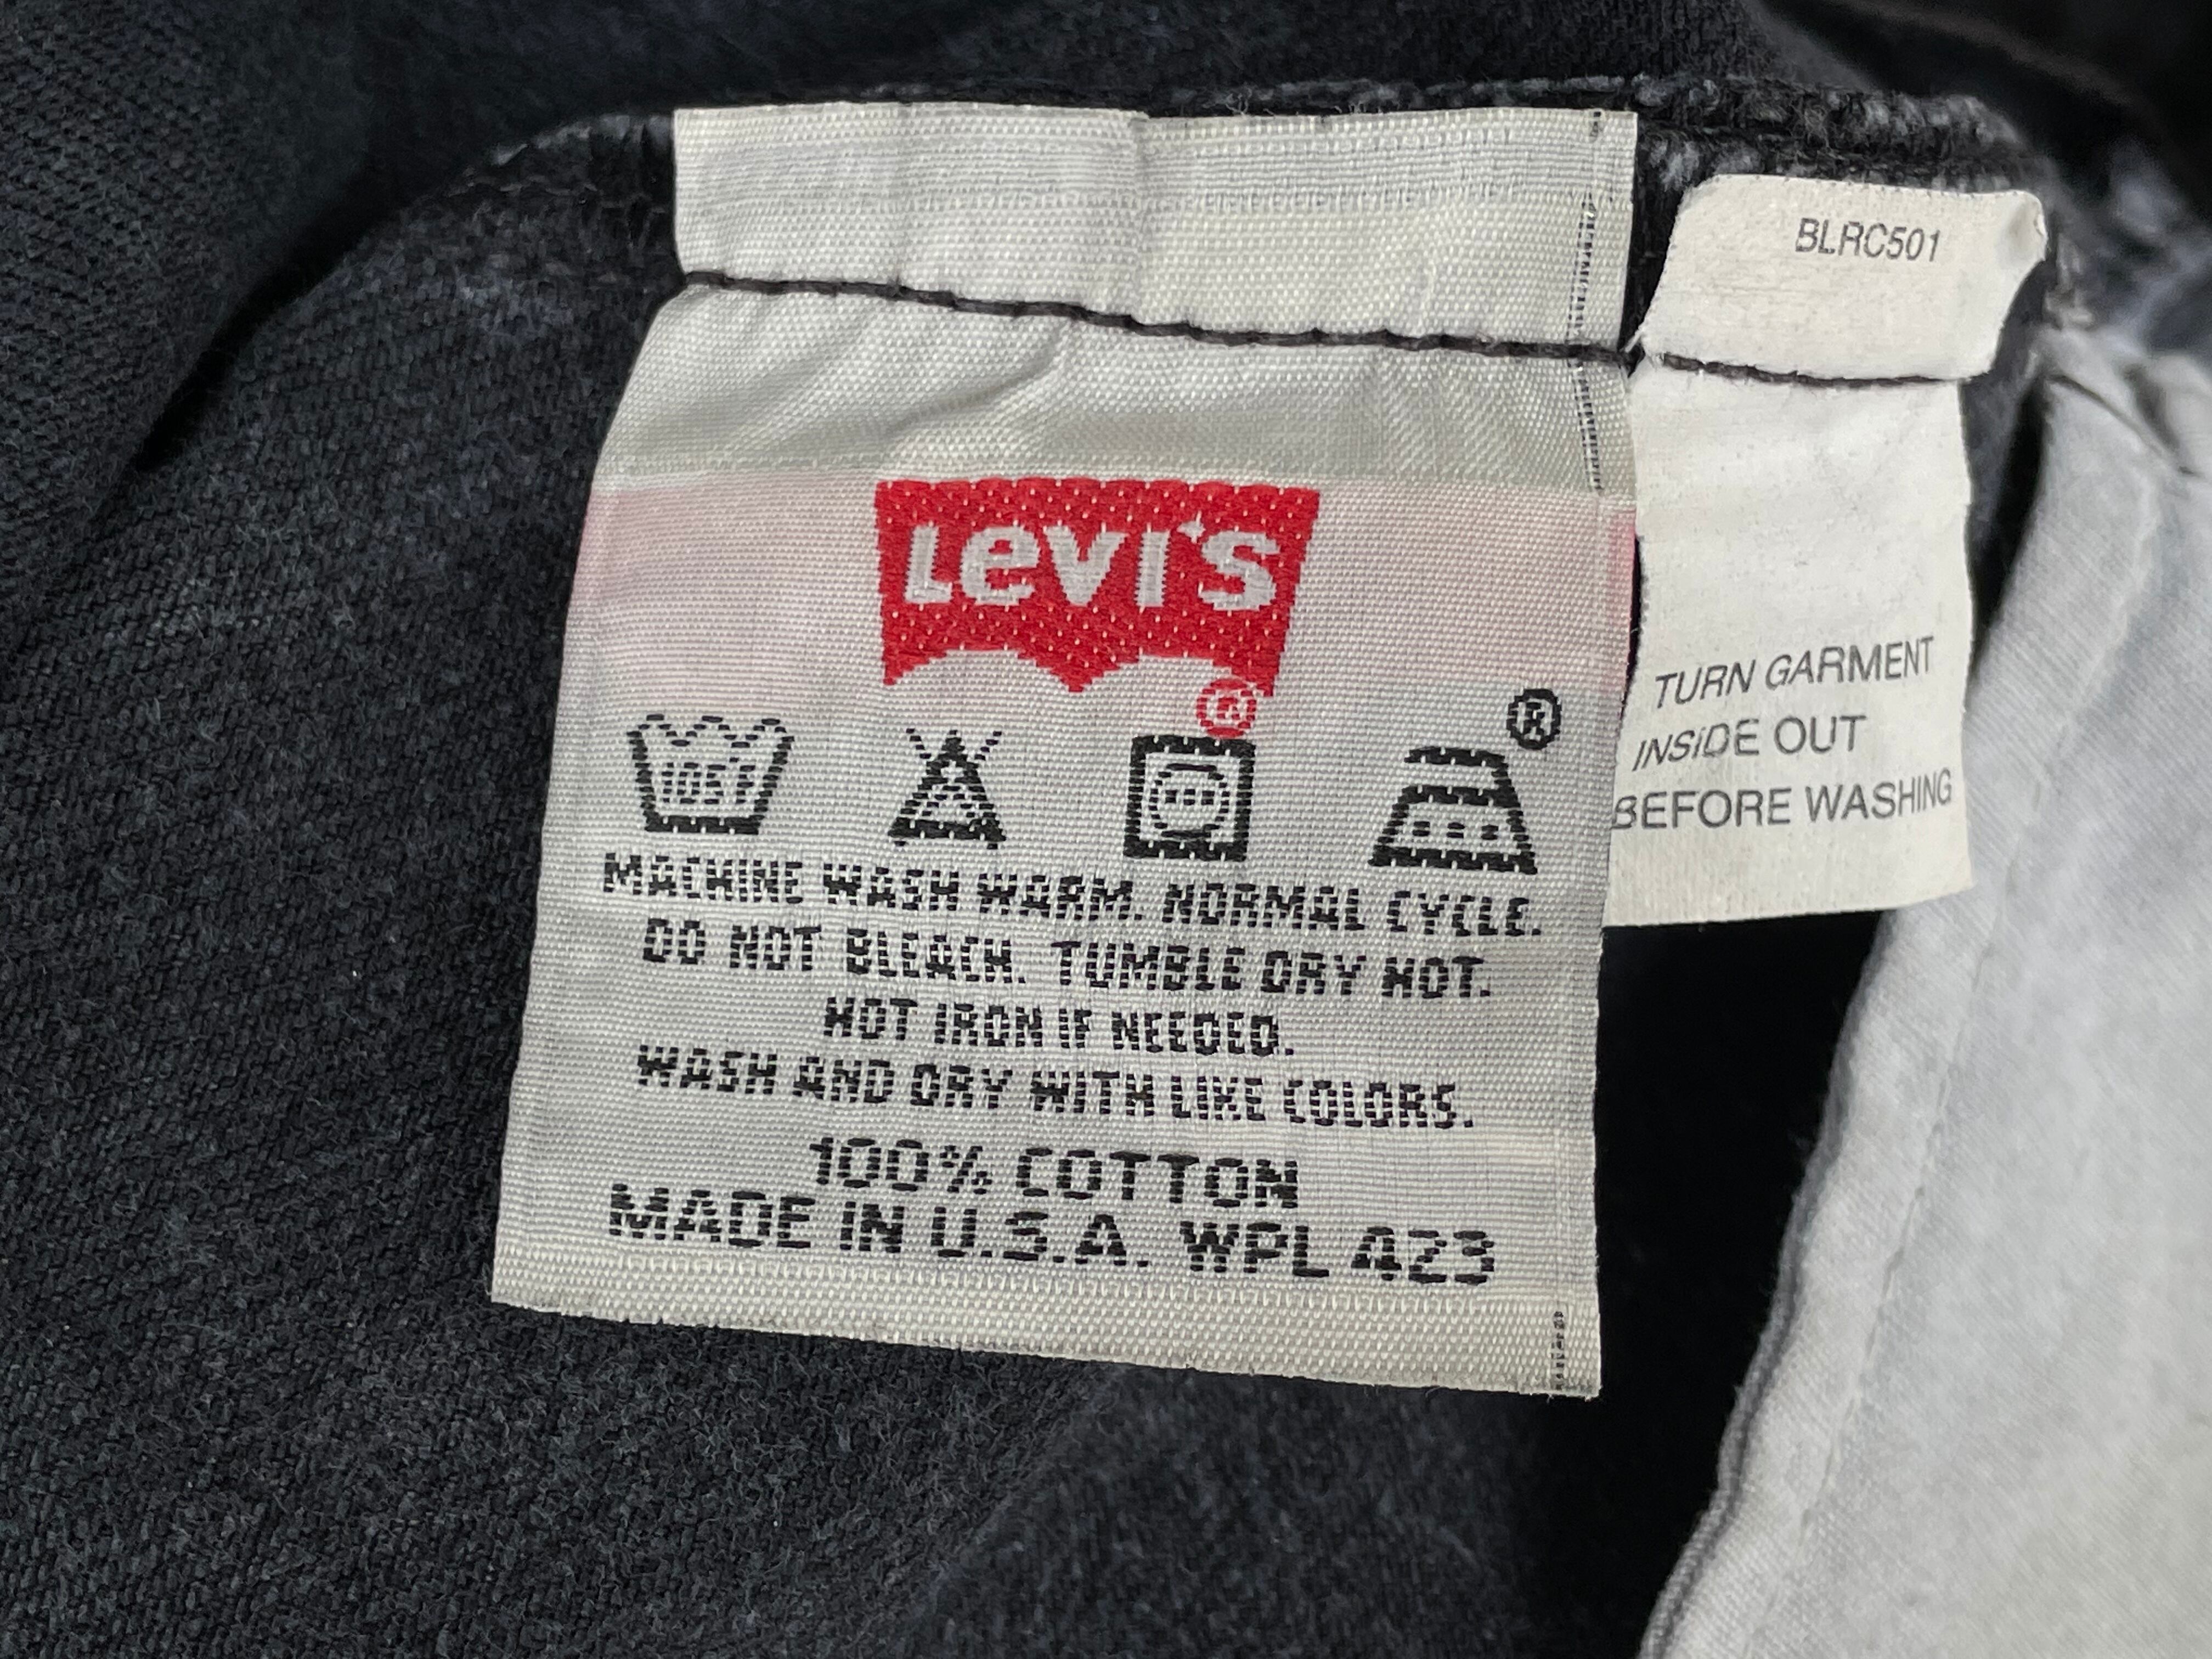 BLRC501
Levi's
®
®
105°F
MACHINE WASH WARM. NORMAL CYCLE.
DO NOT BLEACH. TUMBLE DRY HOT.
HOT IRON IF NEEDED.
WASH AND DRY WITH LIKE COLORS.
100% COTTON
MADE IN U.S.A. WPL 423
TURN GARMENT
INSIDE OUT
BEFORE WASHING